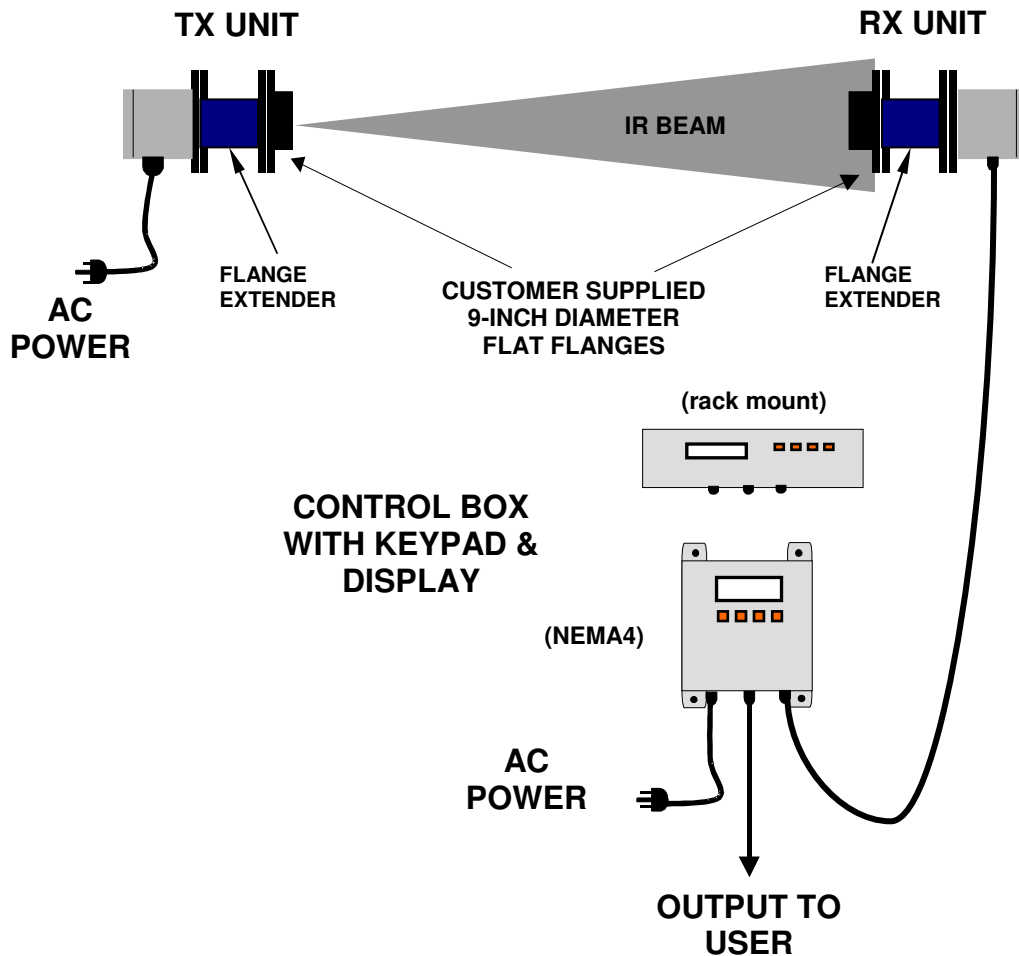 TX UNIT
RX UNIT
IR BEAM
FLANGE
EXTENDER
CUSTOMER SUPPLIED
9-INCH DIAMETER
FLAT FLANGES
FLANGE
EXTENDER
AC
POWER
(rack mount)
CONTROL BOX
WITH KEYPAD &
DISPLAY
(NEMA4)
AC
POWER
OUTPUT TO
USER